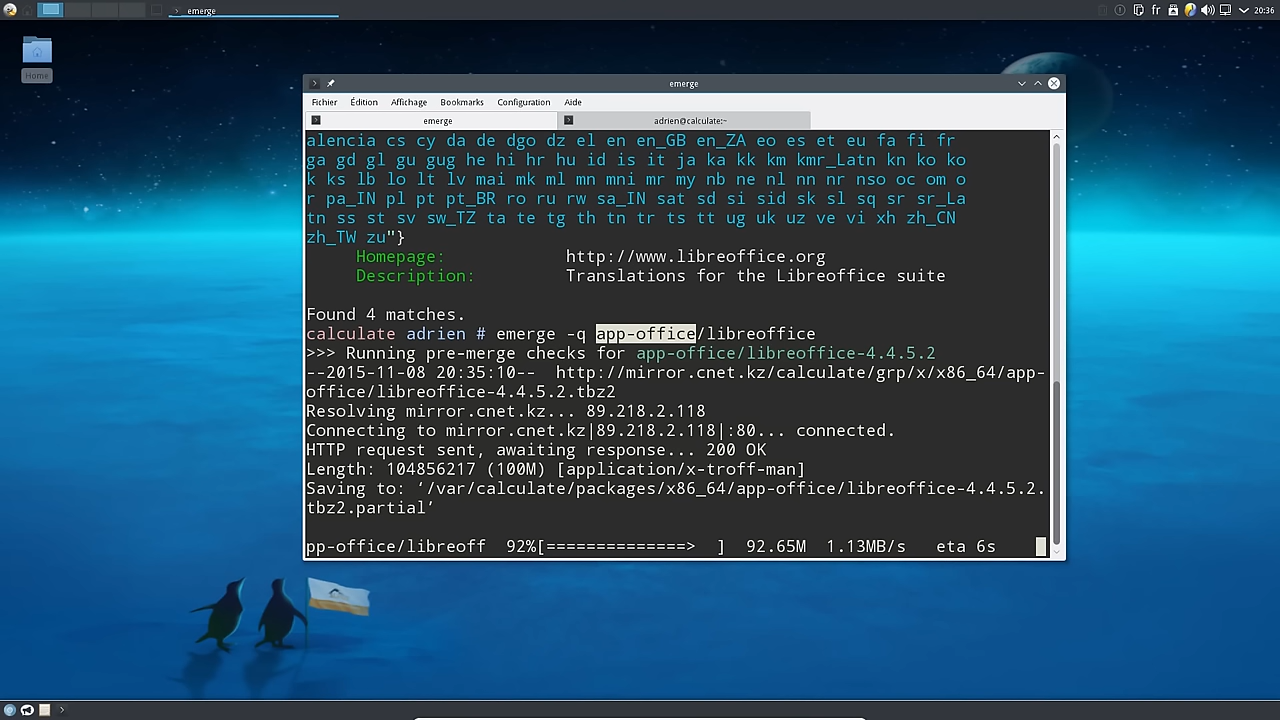 emerge
fr
20:36
Home
emerge
Fichier Édition Affichage Bookmarks Configuration Aide
emerge
adrien@calculate:~
alencia cs cy da de dgo dz el en en_GB en_ZA eo es et eu fa fi fr
ga gd gl gu gug he hi hr hu id is it ja ka kk km kmr_Latn kn ko ko
k ks lb lo lt lv mai mk ml mn mni mr my nb ne nl nn nr nso oc om o
r pa_IN pl pt pt_BR ro ru rw sa_IN sat sd si sid sk sl sq sr sr_La
tn ss st sv sw_TZ ta te tg th tn tr ts tt ug uk uz ve vi xh zh_CN
zh_TW zu"}
Homepage: http://www.libreoffice.org
Description: Translations for the Libreoffice suite
Found 4 matches.
calculate adrien # emerge -q app-office/libreoffice
>>> Running pre-merge checks for app-office/libreoffice-4.4.5.2
--2015-11-08 20:35:10-- http://mirror.cnet.kz/calculate/grp/x/x86_64/app-
office/libreoffice-4.4.5.2.tbz2
Resolving mirror.cnet.kz... 89.218.2.118
Connecting to mirror.cnet.kz|89.218.2.118|:80... connected.
HTTP request sent, awaiting response... 200 OK
Length: 104856217 (100M) [application/x-troff-man]
Saving to: ‘/var/calculate/packages/x86_64/app-office/libreoffice-4.4.5.2.
tbz2.partial’
pp-office/libreoff 92%[==============> ] 92.65M 1.13MB/s eta 6s